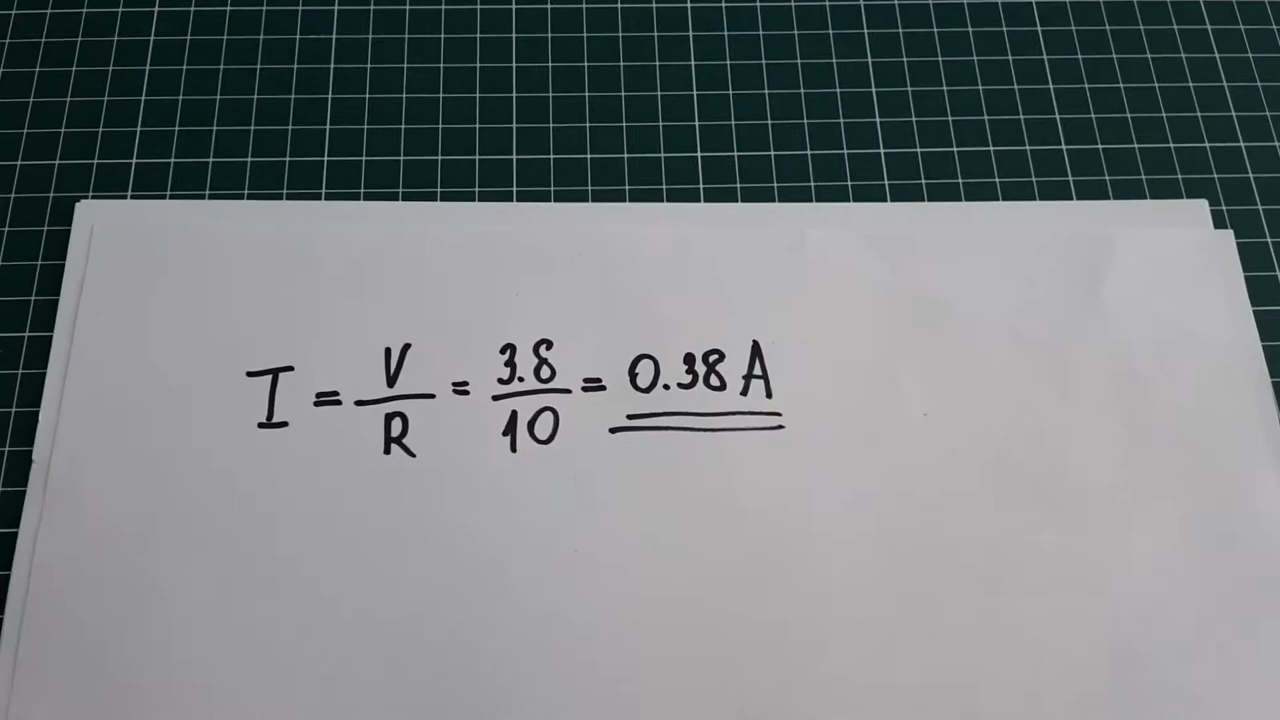 I = V/R = 3.8/10 = 0.38 A